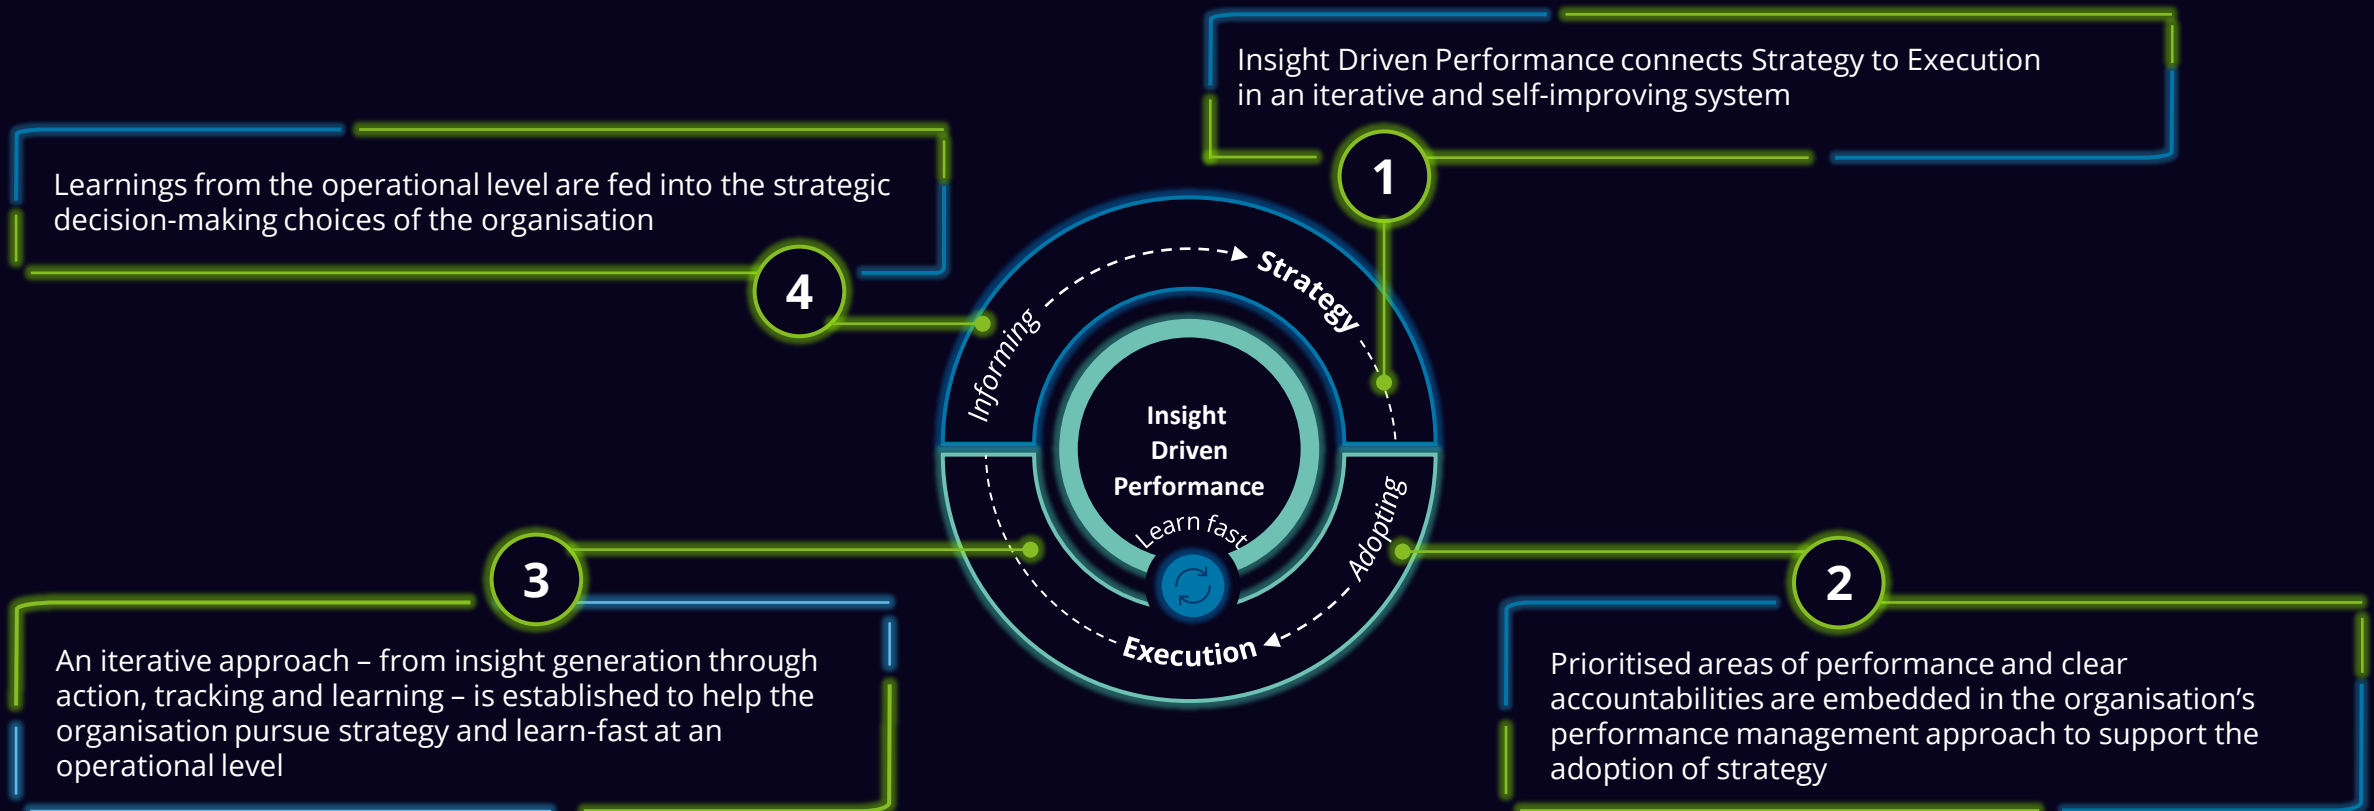 Insight Driven Performance connects Strategy to Execution
in an iterative and self-improving system
1
Learnings from the operational level are fed into the strategic
decision-making choices of the organisation
4
Informing
Strategy
Insight
Driven
Performance
Learn fast
Adopting
Execution
3
An iterative approach – from insight generation through
action, tracking and learning – is established to help the
organisation pursue strategy and learn-fast at an
operational level
2
Prioritised areas of performance and clear
accountabilities are embedded in the organisation’s
performance management approach to support the
adoption of strategy